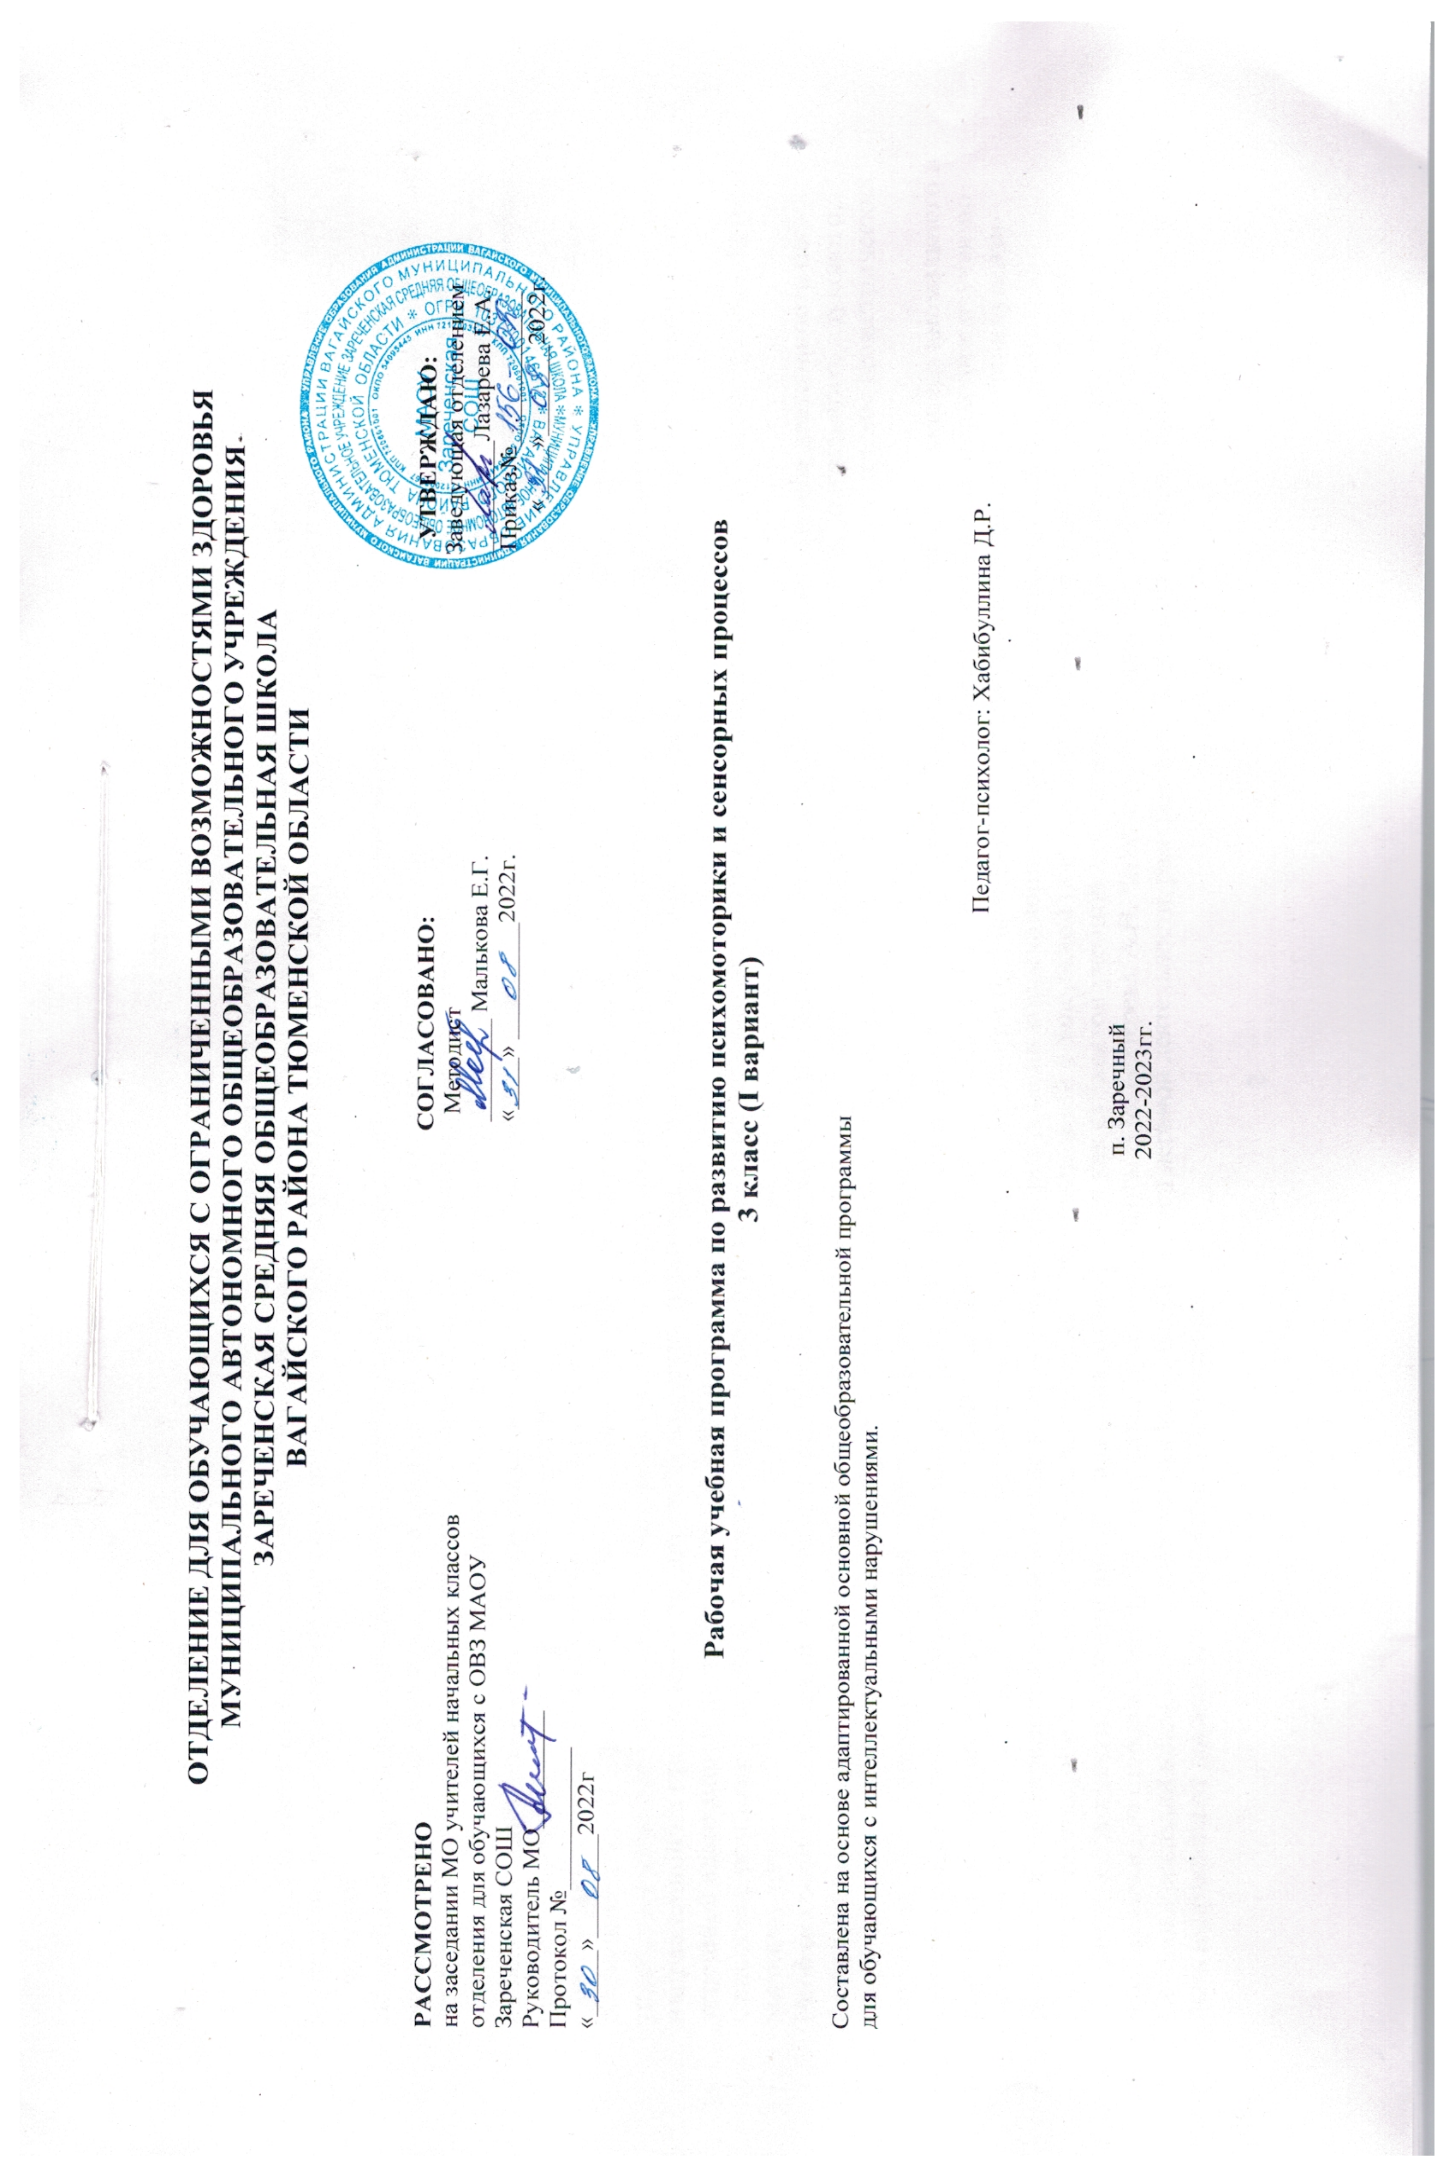 ОТДЕЛЕНИЕ ДЛЯ ОБУЧАЮЩИХСЯ С ОГРАНИЧЕННЫМИ ВОЗМОЖНОСТЯМИ ЗДОРОВЬЯ
МУНИЦИПАЛЬНОГО АВТОНОМНОГО ОБЩЕОБРАЗОВАТЕЛЬНОГО УЧРЕЖДЕНИЯ.
ЗАРЕЧЕНСКАЯ СРЕДНЯЯ ОБЩЕОБРАЗОВАТЕЛЬНАЯ ШКОЛА
ВАГАЙСКОГО РАЙОНА ТЮМЕНСКОЙ ОБЛАСТИ
РАССМОТРЕНО
на заседании МО учителей начальных классов
отделения для обучающихся с ОВЗ МАОУ
Зареченская СОШ
Руководитель МО
Протокол №
«30» 08 2022г
СОГЛАСОВАНО:
Методист
Малькова Е.Г.
«31» 08 2022г.
УТВЕРЖДАЮ:
Заведующая отделением
Лазарева Е.А.
Приказ№ 156
« » 2022г.
МАОУ
Зареченская
СОШ
Рабочая учебная программа по развитию психомоторики и сенсорных процессов
3 класс (I вариант)
Составлена на основе адаптированной основной общеобразовательной программы
для обучающихся с интеллектуальными нарушениями.
Педагог-психолог: Хабибуллина Д.Р.
п. Заречный
2022-2023гг.